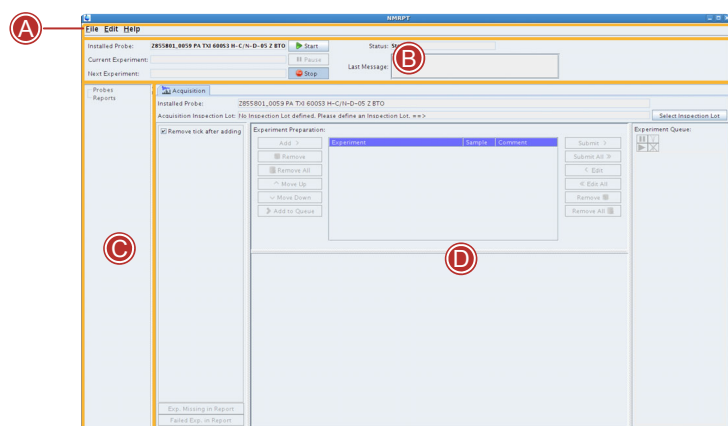 NMRPT
A
File Edit Help
Installed Probe: Z855801_0059 PA TXI 600S3 H-C/N-D-05 Z BTO Start Status:
Current Experiment: Pause Last Message:
Next Experiment: Stop
B
Probes
Reports
C
Acquisition
Installed Probe: Z855801_0059 PA TXI 600S3 H-C/N-D-05 Z BTO
Acquisition Inspection Lot: No Inspection Lot defined. Please define an Inspection Lot. ==> Select Inspection Lot
Remove tick after adding
Experiment Preparation:
Add >
Remove
Remove All
^ Move Up
v Move Down
Add to Queue
Experiment Sample Comment
Submit >
Submit All »
< Edit
« Edit All
Remove
Remove All
Experiment Queue:
D
Exp. Missing in Report
Failed Exp. in Report